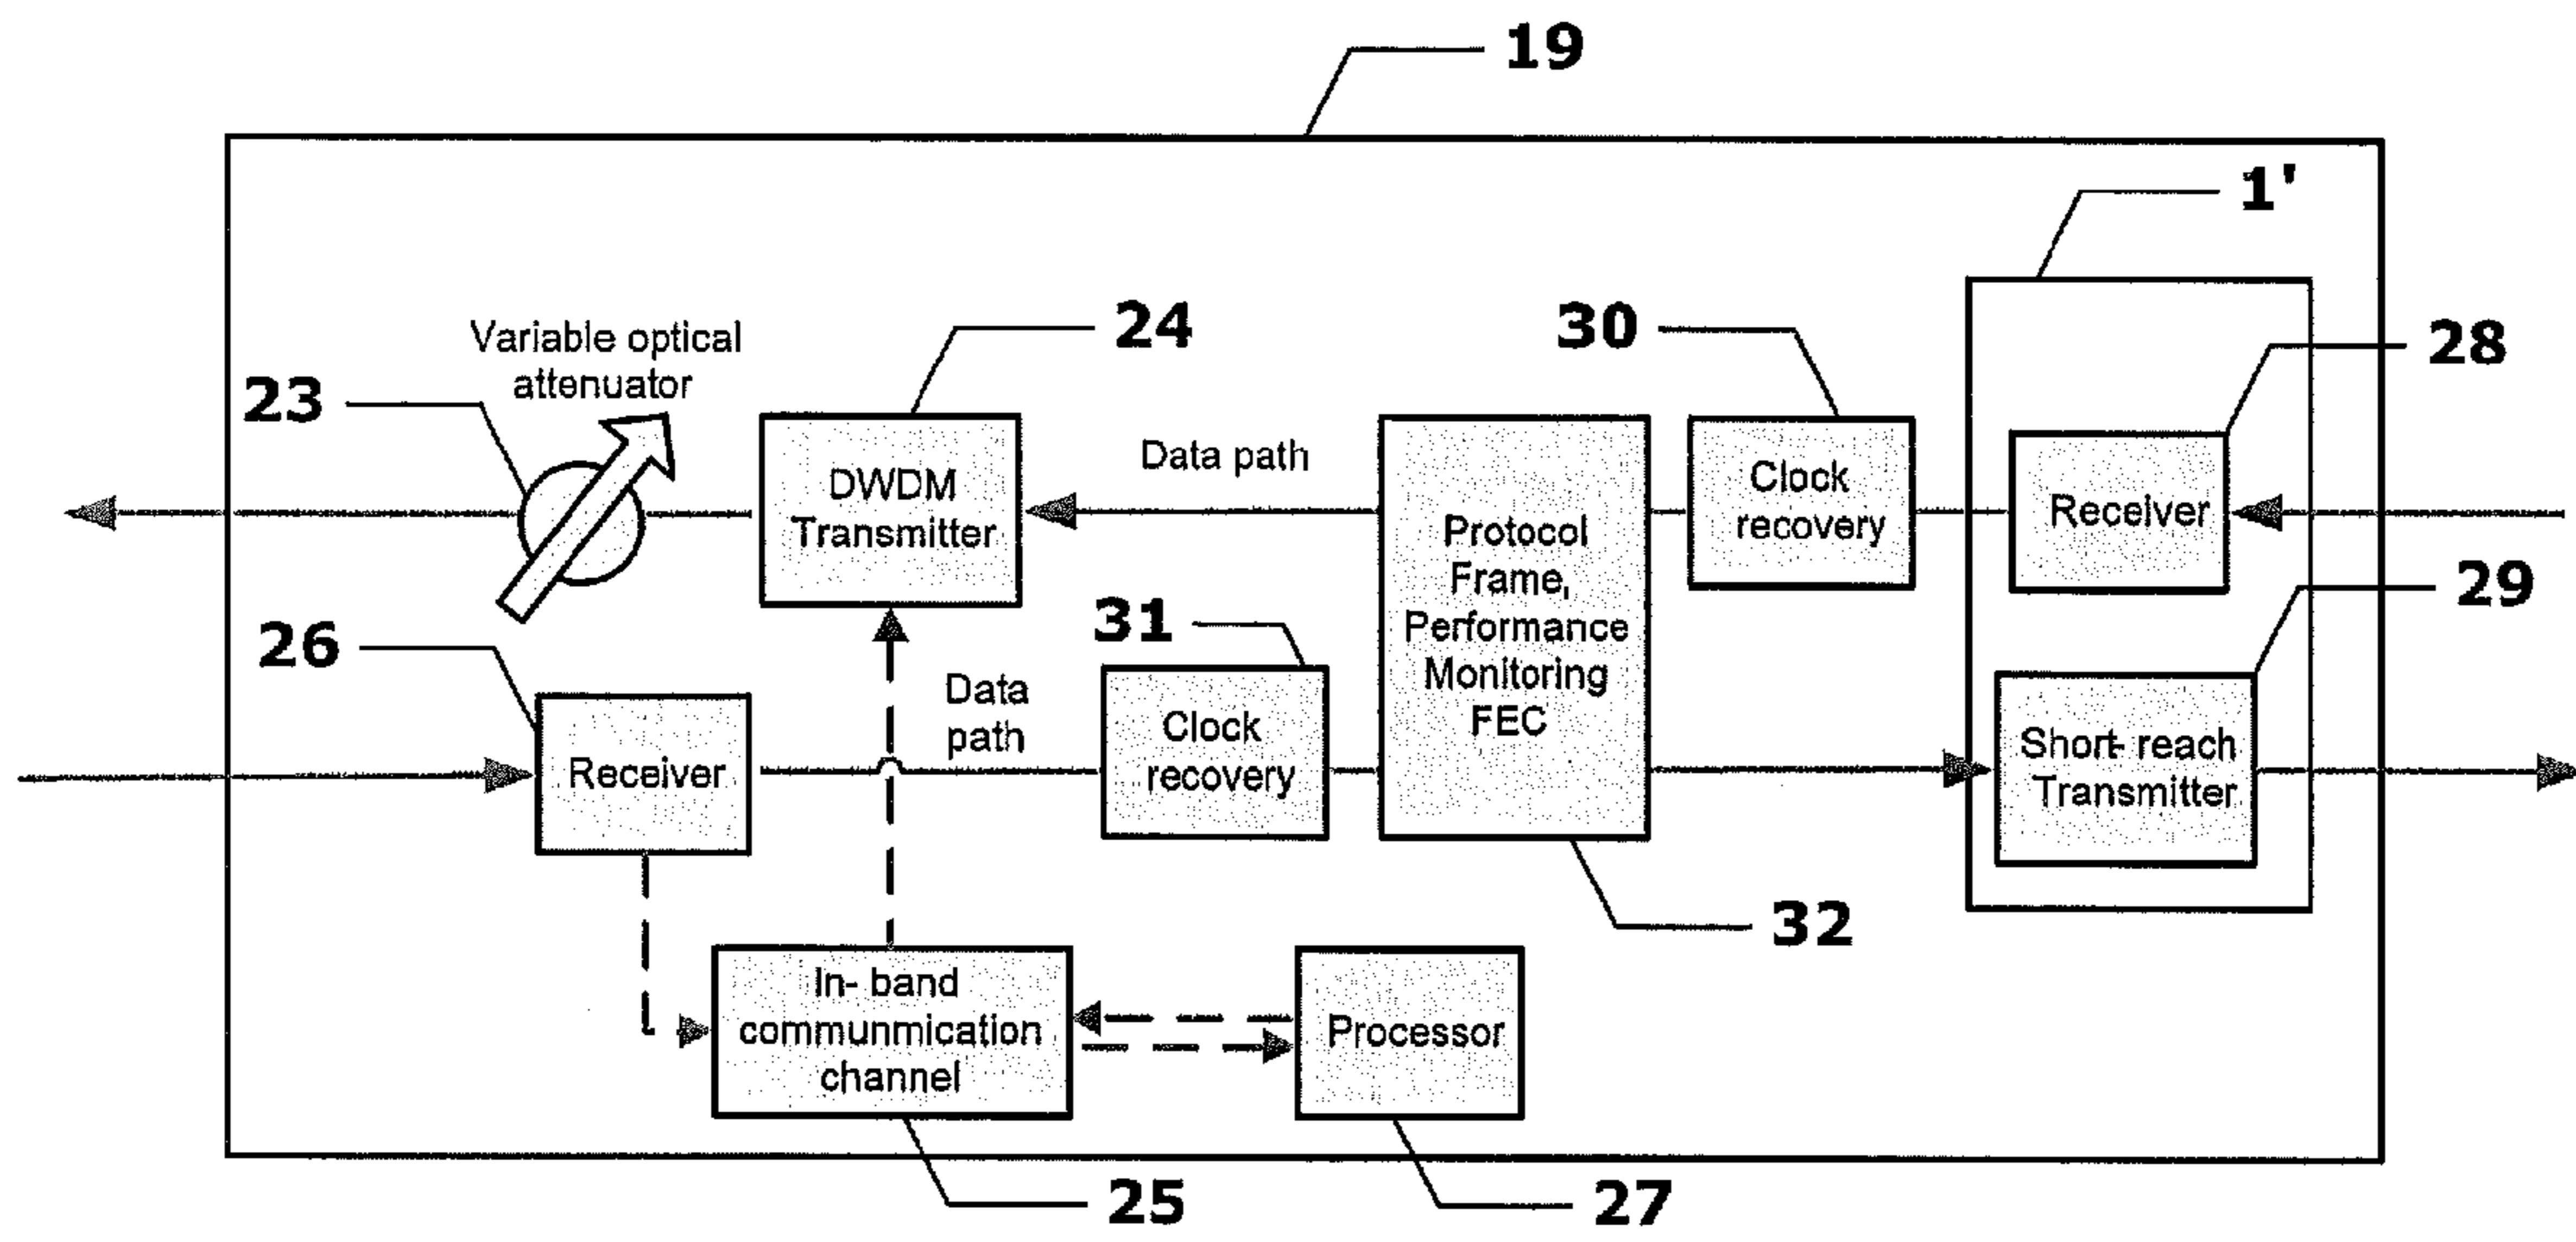 19
1'
Variable optical
attenuator
23
24
30
28
DWDM
Transmitter
Data path
Clock
recovery
Receiver
Protocol
Frame,
Performance
Monitoring
FEC
29
26
31
Data
path
Receiver
Clock
recovery
Short- reach
Transmitter
32
In- band
communmication
channel
Processor
25
27